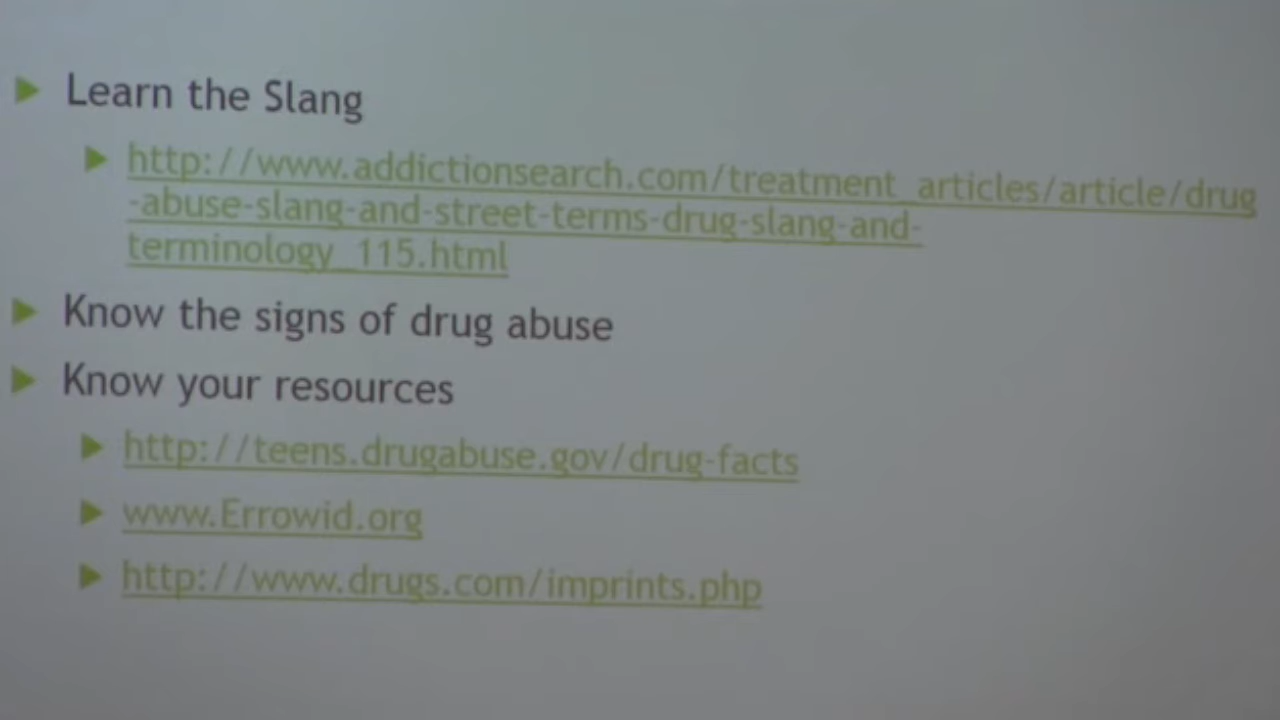 Learn the Slang
http://www.addictionsearch.com/treatment_articles/article/drug
-abuse-slang-and-street-terms-drug-slang-and-
terminology_115.html
Know the signs of drug abuse
Know your resources
http://teens.drugabuse.gov/drug-facts
www.Errowid.org
http://www.drugs.com/imprints.php